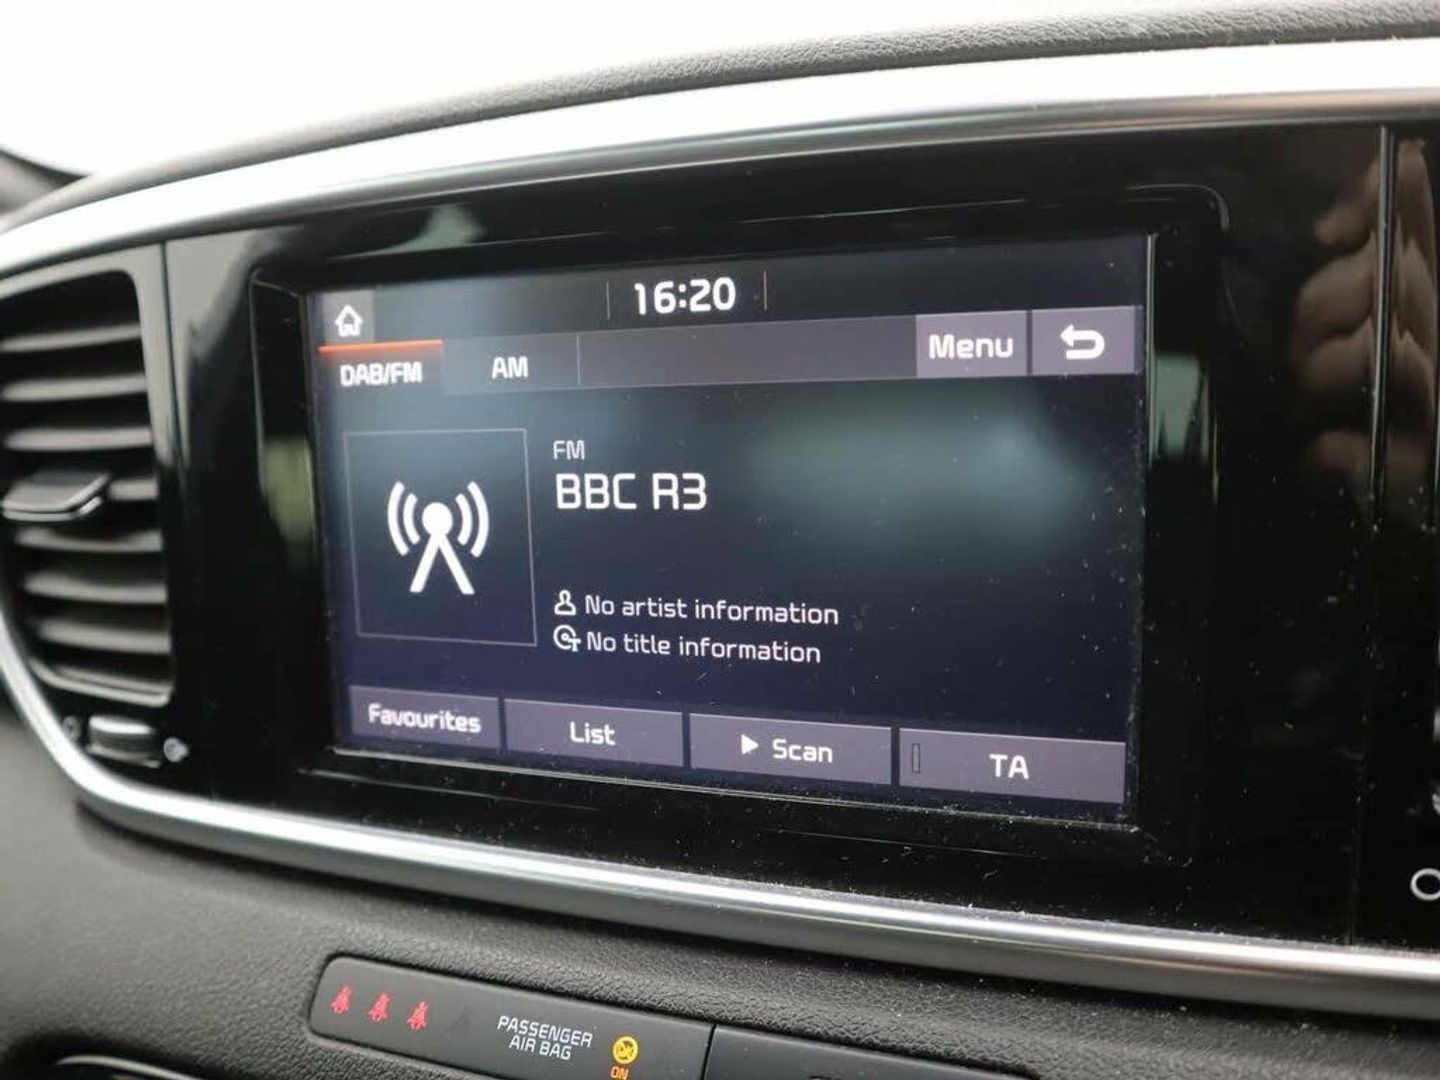 16:20
DAB/FM
AM
Menu
FM
BBC R3
No artist information
No title information
Favourites
List
Scan
TA
PASSENGER
AIR BAG
ON